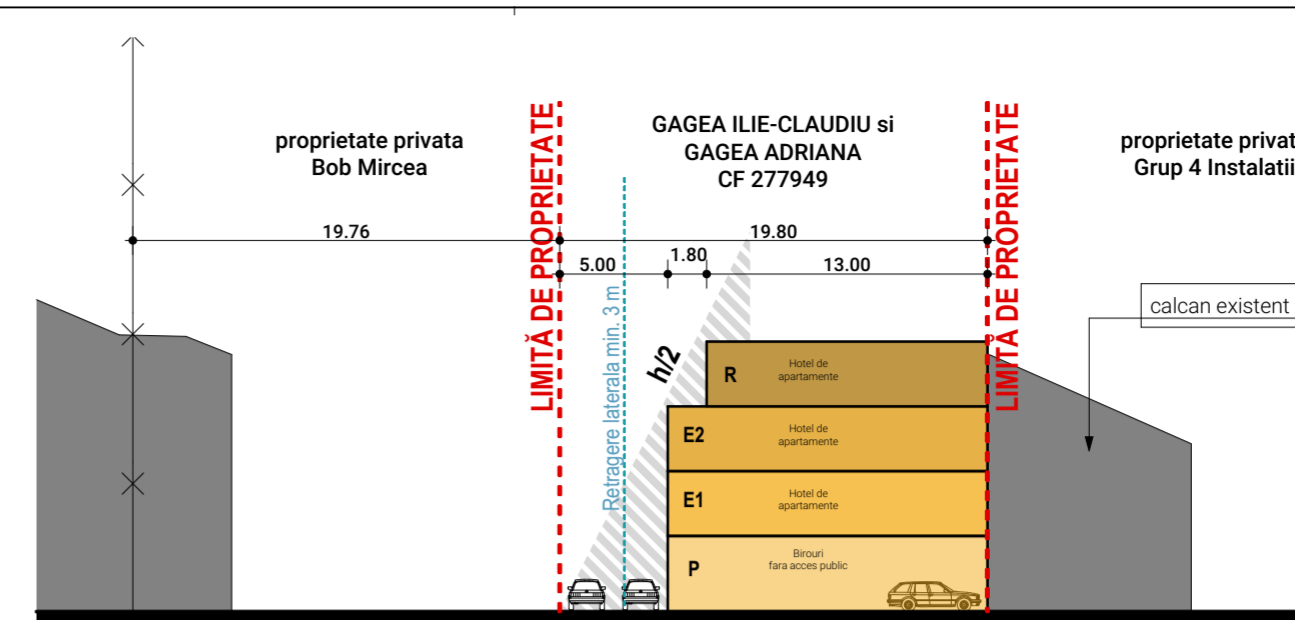 proprietate privata
Bob Mircea
LIMITĂ DE PROPRIETATE
GAGEA ILIE-CLAUDIU si
GAGEA ADRIANA
CF 277949
LIMITĂ DE PROPRIETATE
proprietate privat
Grup 4 Instalatii
19.76
19.80
5.00
1.80
13.00
Retragere laterala min. 3 m
h/2
calcan existent
R
Hotel de
apartamente
E2
Hotel de
apartamente
E1
Hotel de
apartamente
P
Birouri
fara acces public